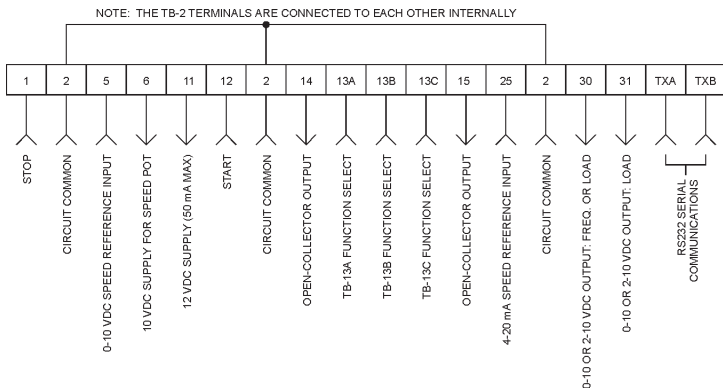 NOTE: THE TB-2 TERMINALS ARE CONNECTED TO EACH OTHER INTERNALLY
1 2 5 6 11 12 2 14 13A 13B 13C 15 25 2 30 31 TXA TXB
STOP
CIRCUIT COMMON
0-10 VDC SPEED REFERENCE INPUT
10 VDC SUPPLY FOR SPEED POT
12 VDC SUPPLY (50 mA MAX)
START
CIRCUIT COMMON
OPEN-COLLECTOR OUTPUT
TB-13A FUNCTION SELECT
TB-13B FUNCTION SELECT
TB-13C FUNCTION SELECT
OPEN-COLLECTOR OUTPUT
4-20 mA SPEED REFERENCE INPUT
CIRCUIT COMMON
0-10 OR 2-10 VDC OUTPUT: FREQ. OR LOAD
0-10 OR 2-10 VDC OUTPUT: LOAD
RS232 SERIAL
COMMUNICATIONS